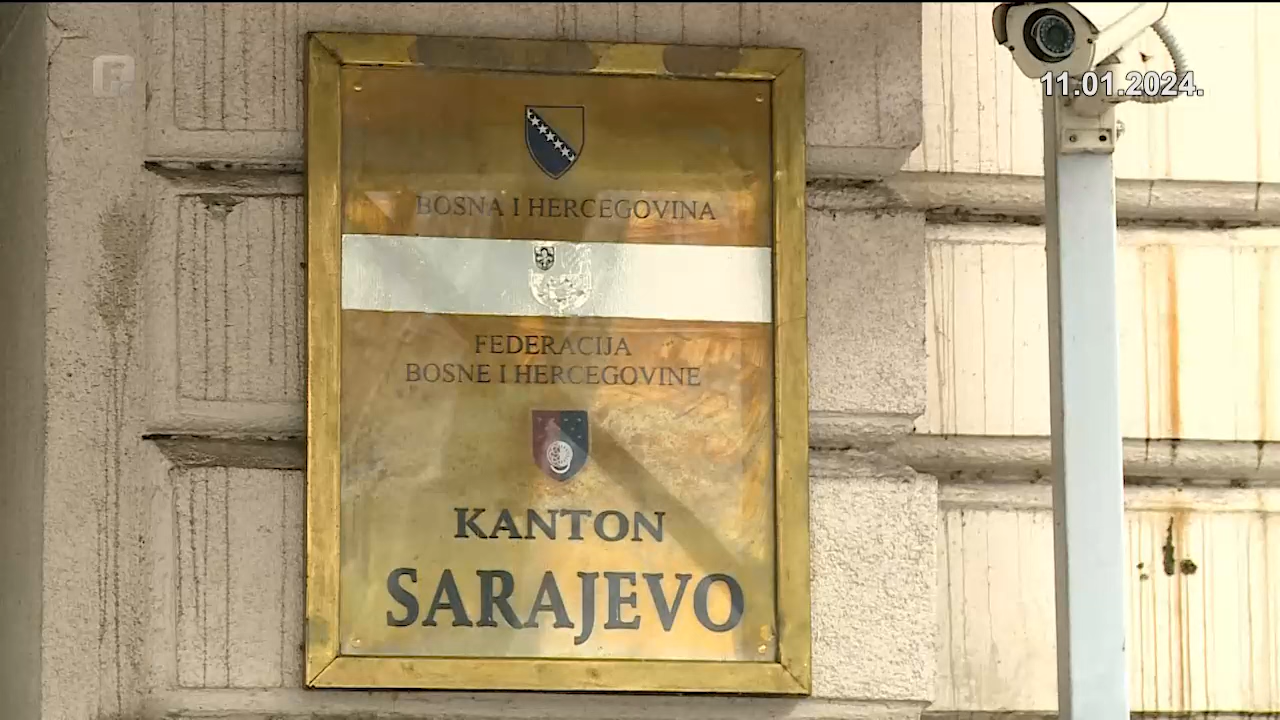 11.01.2024.
BOSNA I HERCEGOVINA
FEDERACIJA
BOSNE I HERCEGOVINE
KANTON
SARAJEVO